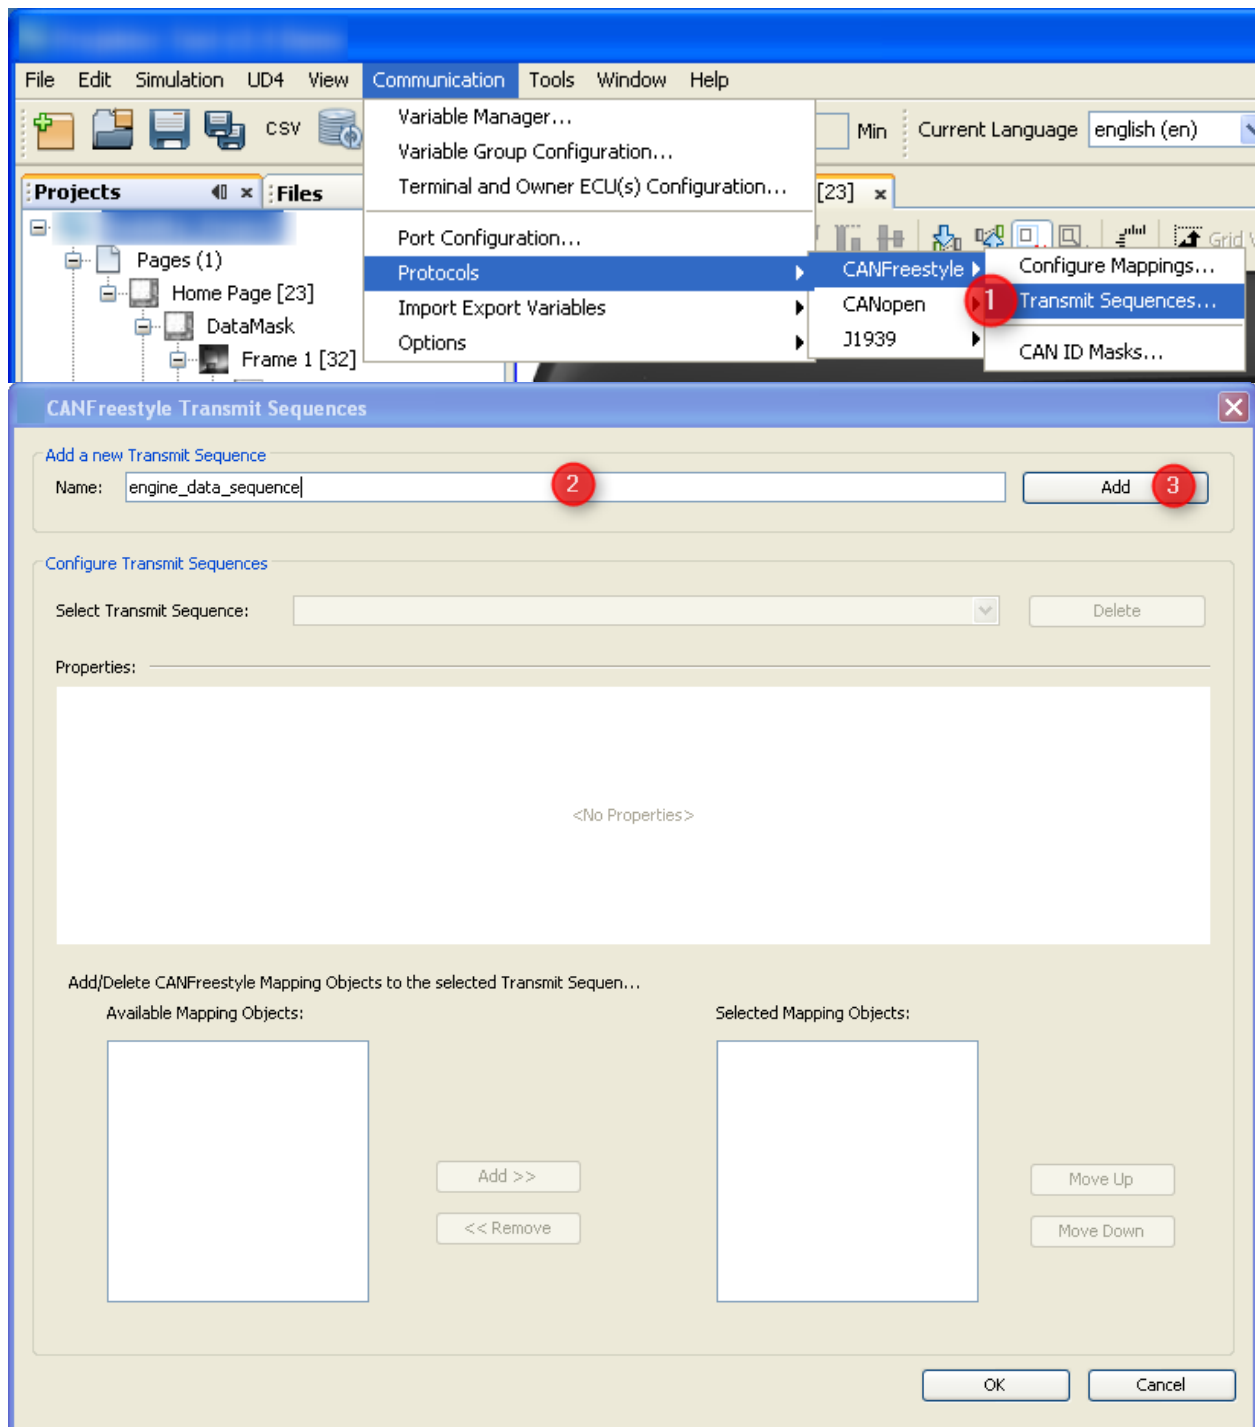 File Edit Simulation UD4 View Communication Tools Window Help
CSV
Min Current Language english (en)
Variable Manager...
Variable Group Configuration...
Terminal and Owner ECU(s) Configuration...
Port Configuration...
Protocols
Import Export Variables
Options
Projects Files
[23]
Grid
Pages (1)
Home Page [23]
DataMask
Frame 1 [32]
CANFreestyle
CANopen
J1939
Configure Mappings...
1 Transmit Sequences...
CAN ID Masks...
CANFreestyle Transmit Sequences
Add a new Transmit Sequence
Name: engine_data_sequence 2 Add 3
Configure Transmit Sequences
Select Transmit Sequence: Delete
Properties:
<No Properties>
Add/Delete CANFreestyle Mapping Objects to the selected Transmit Sequen...
Available Mapping Objects: Selected Mapping Objects:
Add >> Move Up
<< Remove Move Down
OK Cancel